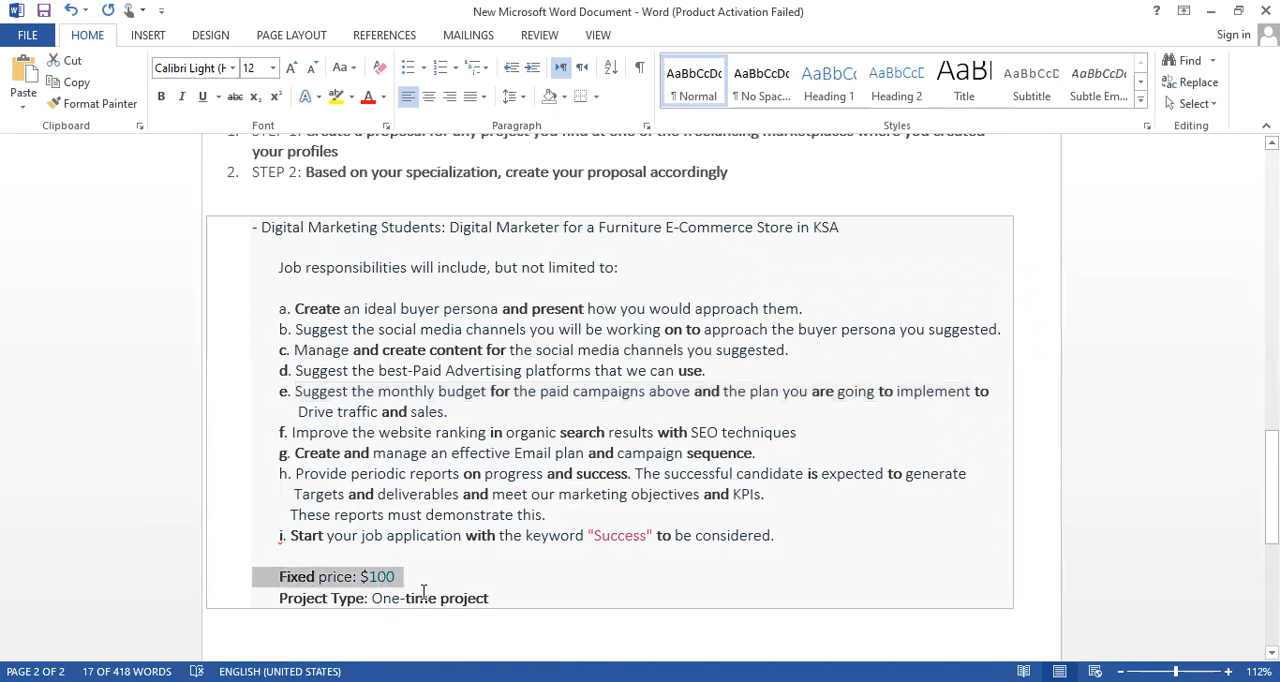 New Microsoft Word Document - Word (Product Activation Failed)
FILE HOME INSERT DESIGN PAGE LAYOUT REFERENCES MAILINGS REVIEW VIEW Sign in
Paste Cut Copy Format Painter
Calibri Light (H 12 Aa
B I U abc x₂ x² A A
AaBbCcDc AaBbCcDc AaBbCc AaBbCcD AaB AaBbCcD AaBbCcDc
¶ Normal ¶ No Spac... Heading 1 Heading 2 Title Subtitle Subtle Em...
Find Replace Select
Clipboard Font Paragraph Styles Editing
1. STEP 1: Create a proposal for any project you find at one of the freelancing marketplaces where you created
your profiles
2. STEP 2: Based on your specialization, create your proposal accordingly
- Digital Marketing Students: Digital Marketer for a Furniture E-Commerce Store in KSA
Job responsibilities will include, but not limited to:
a. Create an ideal buyer persona and present how you would approach them.
b. Suggest the social media channels you will be working on to approach the buyer persona you suggested.
c. Manage and create content for the social media channels you suggested.
d. Suggest the best-Paid Advertising platforms that we can use.
e. Suggest the monthly budget for the paid campaigns above and the plan you are going to implement to
Drive traffic and sales.
f. Improve the website ranking in organic search results with SEO techniques
g. Create and manage an effective Email plan and campaign sequence.
h. Provide periodic reports on progress and success. The successful candidate is expected to generate
Targets and deliverables and meet our marketing objectives and KPIs.
These reports must demonstrate this.
i. Start your job application with the keyword "Success" to be considered.
Fixed price: $100
Project Type: One-time project
PAGE 2 OF 2 17 OF 418 WORDS ENGLISH (UNITED STATES) 112%